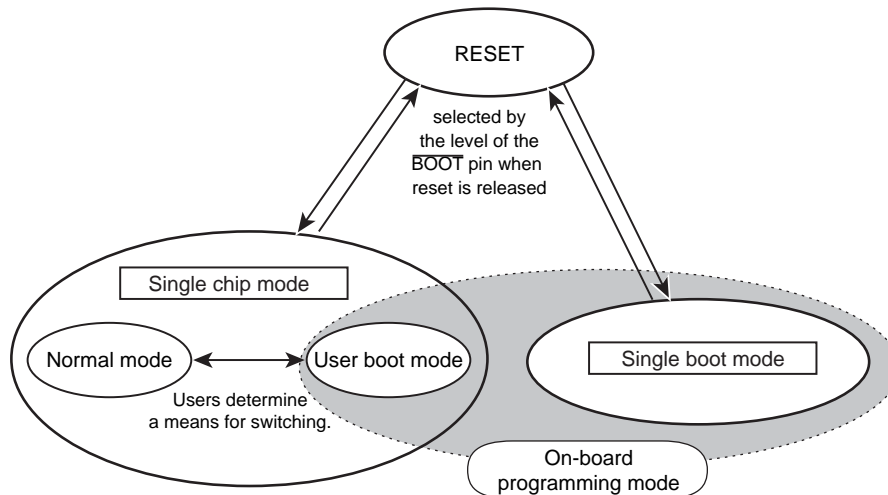 RESET
selected by
the level of the
BOOT pin when
reset is released
Single chip mode
Normal mode
User boot mode
Single boot mode
Users determine
a means for switching.
On-board
programming mode